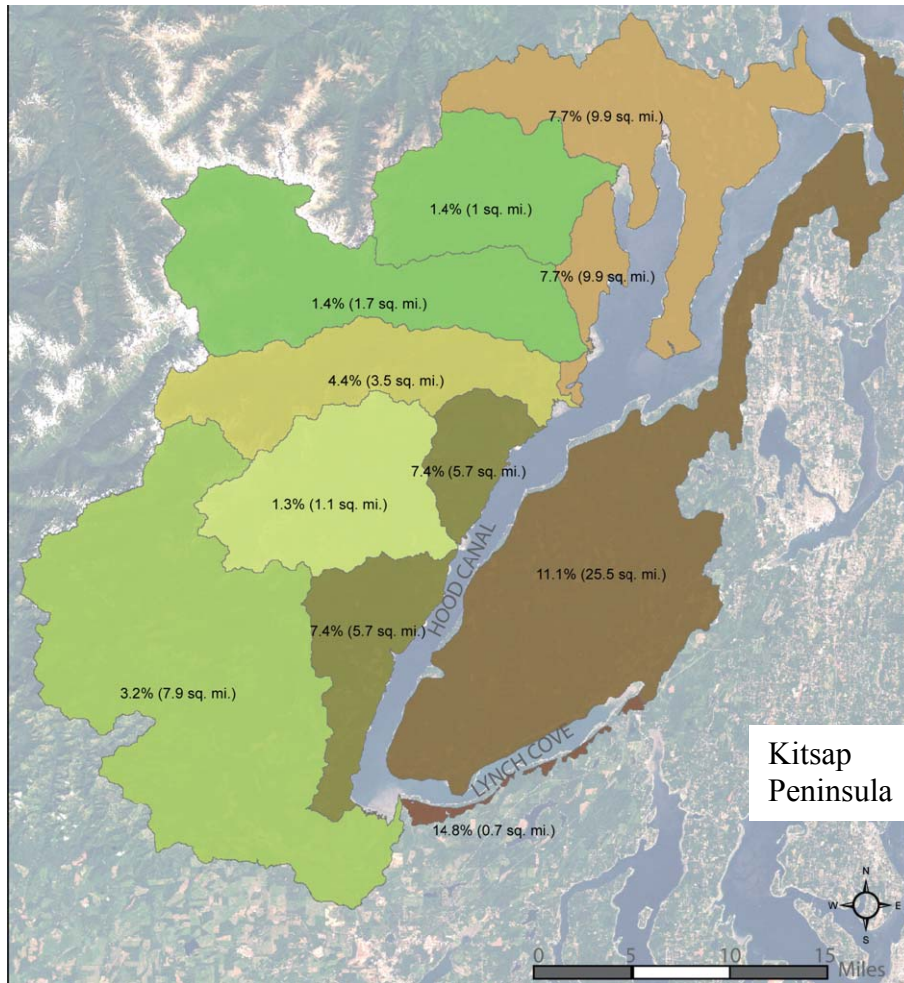 7.7% (9.9 sq. mi.)
1.4% (1 sq. mi.)
7.7% (9.9 sq. mi.)
1.4% (1.7 sq. mi.)
4.4% (3.5 sq. mi.)
7.4% (5.7 sq. mi.)
1.3% (1.1 sq. mi.)
HOOD CANAL
11.1% (25.5 sq. mi.)
7.4% (5.7 sq. mi.)
3.2% (7.9 sq. mi.)
LYNCH COVE
Kitsap
Peninsula
14.8% (0.7 sq. mi.)
N
W E
S
0 5 10 15
Miles